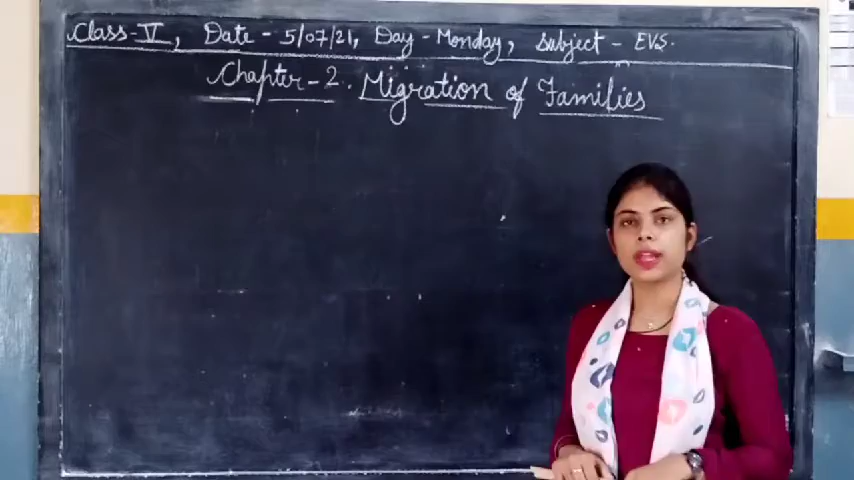 Class-V, Date - 5/07/21, Day - Monday, Subject - EVS.
Chapter-2. Migration of Families